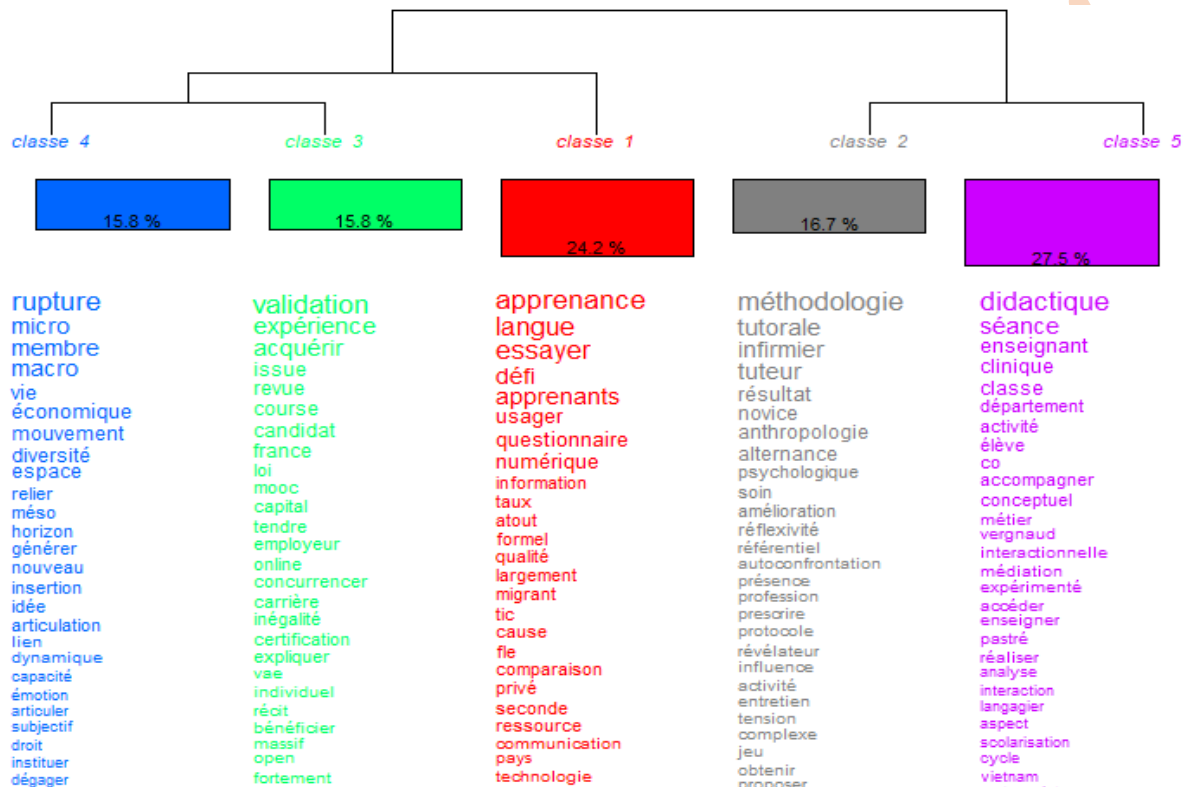 classe 4
classe 3
classe 1
classe 2
classe 5
15.8 %
15.8 %
24.2 %
16.7 %
27.5 %
rupture
micro
membre
macro
vie
économique
mouvement
diversité
espace
relier
méso
horizon
générer
nouveau
insertion
idée
articulation
lien
dynamique
capacité
émotion
articuler
subjectif
droit
instituer
dégager
validation
expérience
acquérir
issue
revue
course
candidat
france
loi
mooc
capital
tendre
employeur
online
concurrencer
carrière
inégalité
certification
expliquer
vae
individuel
récit
bénéficier
massif
open
fortement
apprenance
langue
essayer
défi
apprenants
usager
questionnaire
numérique
information
taux
atout
formel
qualité
largement
migrant
tic
cause
fle
comparaison
privé
seconde
ressource
communication
pays
technologie
méthodologie
tutorale
infirmier
tuteur
résultat
novice
anthropologie
alternance
psychologique
soin
amélioration
réflexivité
référentiel
autoconfrontation
présence
profession
prescrire
protocole
révélateur
influence
activité
entretien
tension
complexe
jeu
obtenir
proposer
didactique
séance
enseignant
clinique
classe
département
activité
élève
co
accompagner
conceptuel
métier
vergnaud
interactionnelle
médiation
expérimenté
accéder
enseigner
pastré
réaliser
analyse
interaction
langagier
aspect
scolarisation
cycle
vietnam